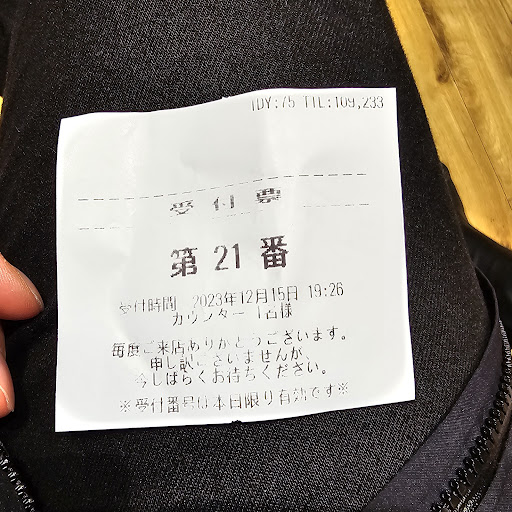 TDY:75 TTL:109,233
受付票
第 21 番
受付時間 2023年12月15日 19:26
カウンター 1名様
毎度ご来店ありがとうございます。
申し訳ございませんが、
今しばらくお待ちください。
※受付番号は本日限り有効です※